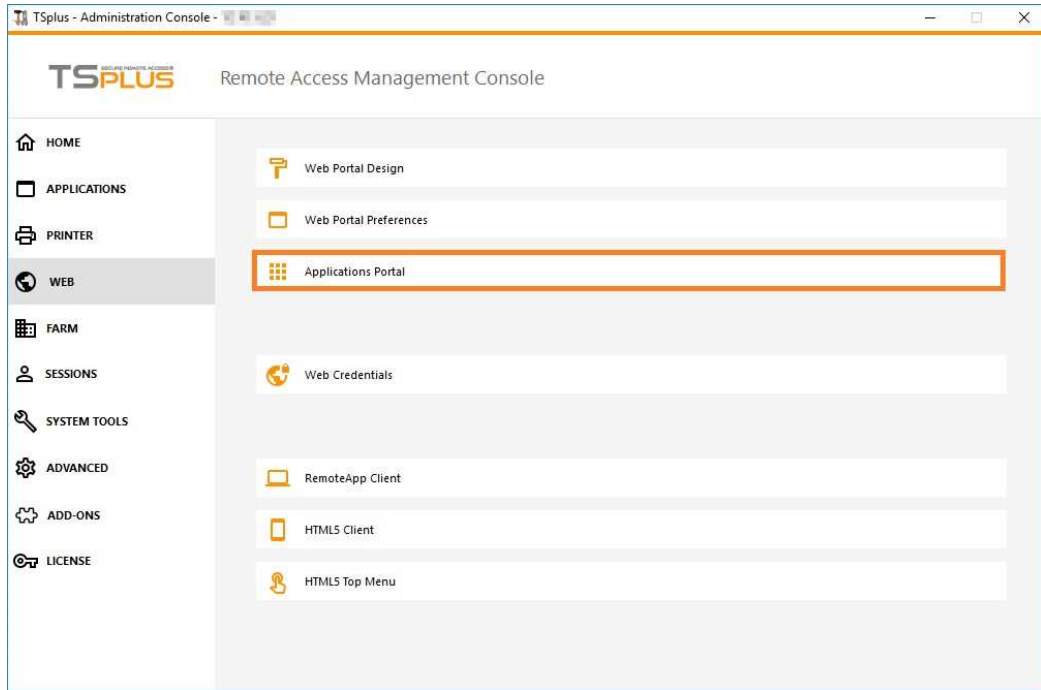 TSplus - Administration Console -
SECURE REMOTE ACCESS
TSPLUS
Remote Access Management Console
HOME
APPLICATIONS
PRINTER
WEB
FARM
SESSIONS
SYSTEM TOOLS
ADVANCED
ADD-ONS
LICENSE
Web Portal Design
Web Portal Preferences
Applications Portal
Web Credentials
RemoteApp Client
HTML5 Client
HTML5 Top Menu